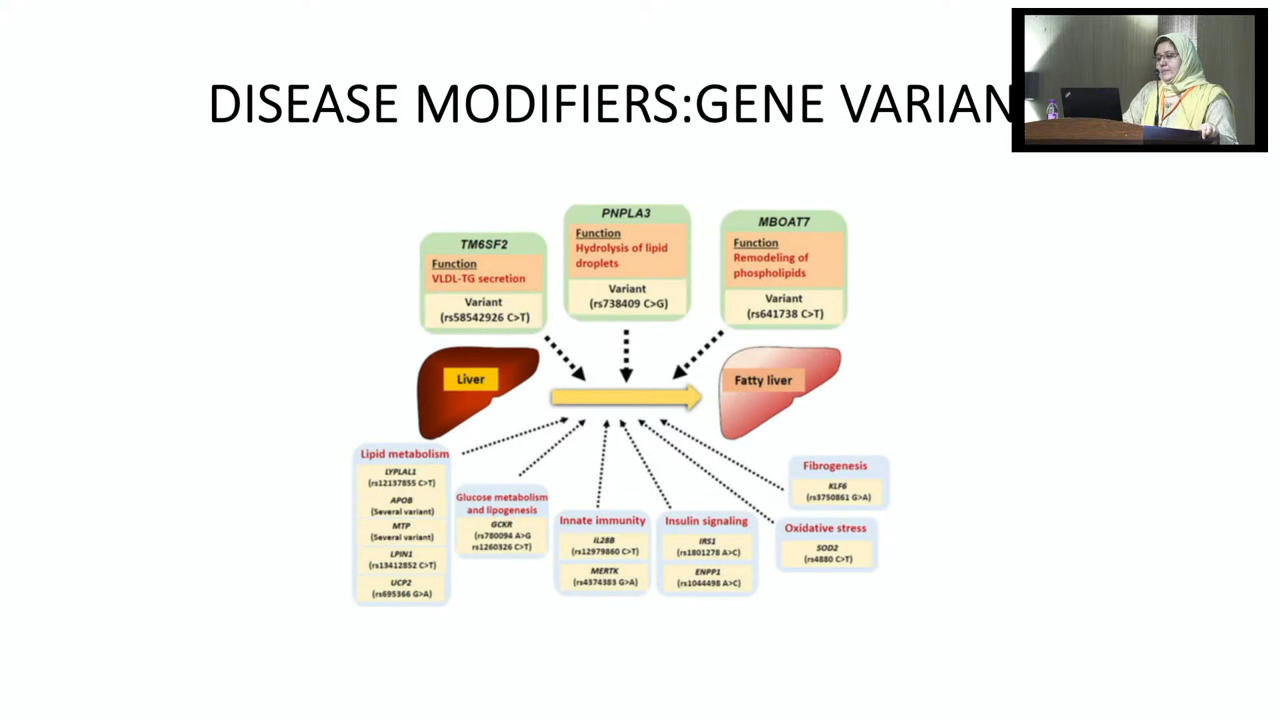 DISEASE MODIFIERS:GENE VARIAN
TM6SF2
Function
VLDL-TG secretion
Variant
(rs58542926 C>T)
PNPLA3
Function
Hydrolysis of lipid
droplets
Variant
(rs738409 C>G)
MBOAT7
Function
Remodeling of
phospholipids
Variant
(rs641738 C>T)
Liver
Fatty liver
Lipid metabolism
LYPLAL1
(rs12137855 C>T)
APOB
(Several variant)
MTP
(Several variant)
LPIN1
(rs13412852 C>T)
UCP2
(rs695366 G>A)
Glucose metabolism
and lipogenesis
GCKR
(rs780094 A>G
rs1260326 C>T)
Innate immunity
IL28B
(rs12979860 C>T)
MERTK
(rs4374383 G>A)
Insulin signaling
IRS1
(rs1801278 A>C)
ENPP1
(rs1044498 A>C)
Fibrogenesis
KLF6
(rs3750861 G>A)
Oxidative stress
SOD2
(rs4880 C>T)